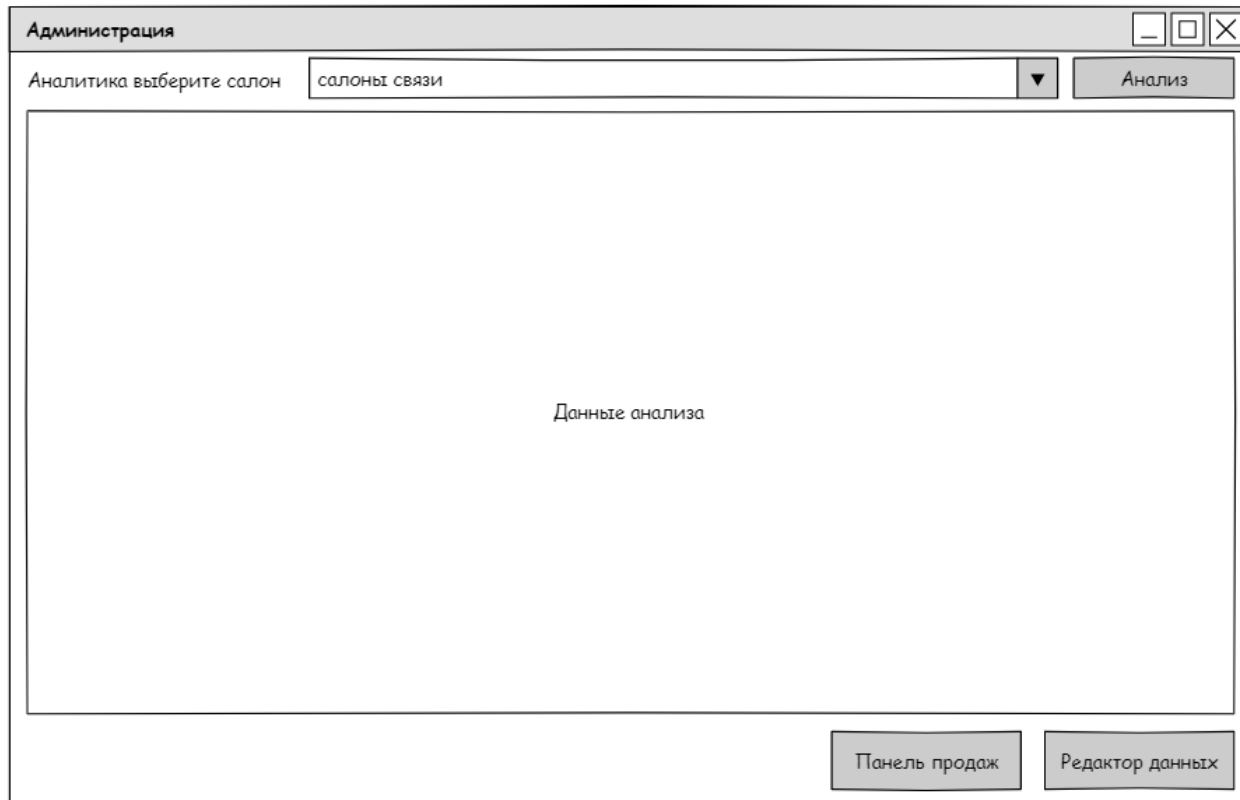 Администрация
Аналитика выберите салон
салоны связи
Анализ
Данные анализа
Панель продаж
Редактор данных